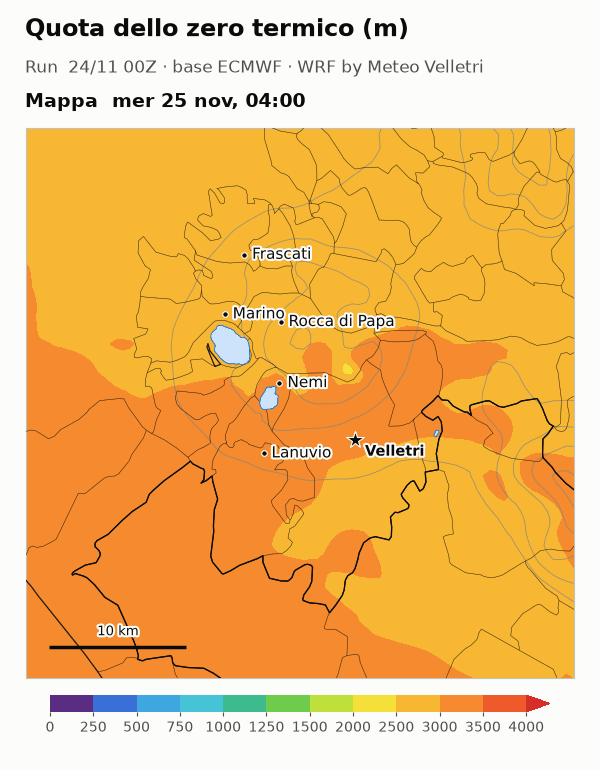 Quota dello zero termico (m)
Run 24/11 00Z · base ECMWF · WRF by Meteo Velletri
Mappa mer 25 nov, 04:00
Frascati
Marino
Rocca di Papa
Nemi
Velletri
Lanuvio
10 km
0 250 500 750 1000 1250 1500 2000 2500 3000 3500 4000